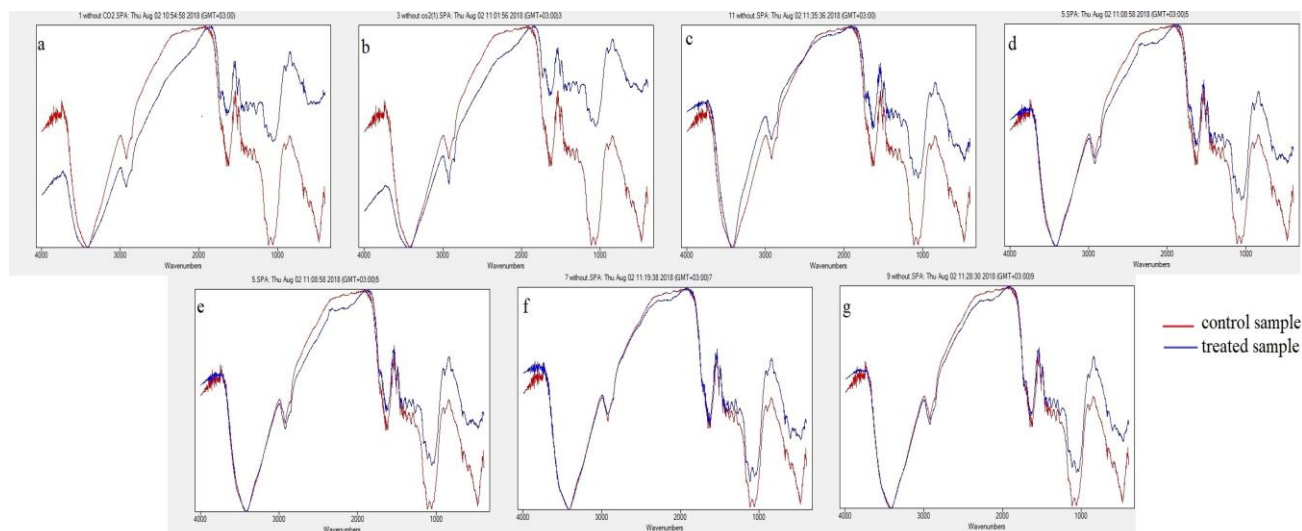 1 without CO2.SPA: Thu Aug 02 10:54:58 2018 (GMT+03:00)
3 without co2(1).SPA: Thu Aug 02 11:01:56 2018 (GMT+03:00)3
11 without.SPA: Thu Aug 02 11:35:36 2018 (GMT+03:00)
5.SPA: Thu Aug 02 11:08:58 2018 (GMT+03:00)5
a
b
c
d
4000 3000 2000 1000
4000 3000 2000 1000
4000 3000 2000 1000
4000 3000 2000 1000
Wavenumbers
Wavenumbers
Wavenumbers
Wavenumbers
5.SPA: Thu Aug 02 11:08:58 2018 (GMT+03:00)5
7 without.SPA: Thu Aug 02 11:19:38 2018 (GMT+03:00)7
9 without.SPA: Thu Aug 02 11:28:30 2018 (GMT+03:00)9
e
f
g
control sample
treated sample
4000 3000 2000 1000
4000 3000 2000 1000
4000 3000 2000 1000
Wavenumbers
Wavenumbers
Wavenumbers